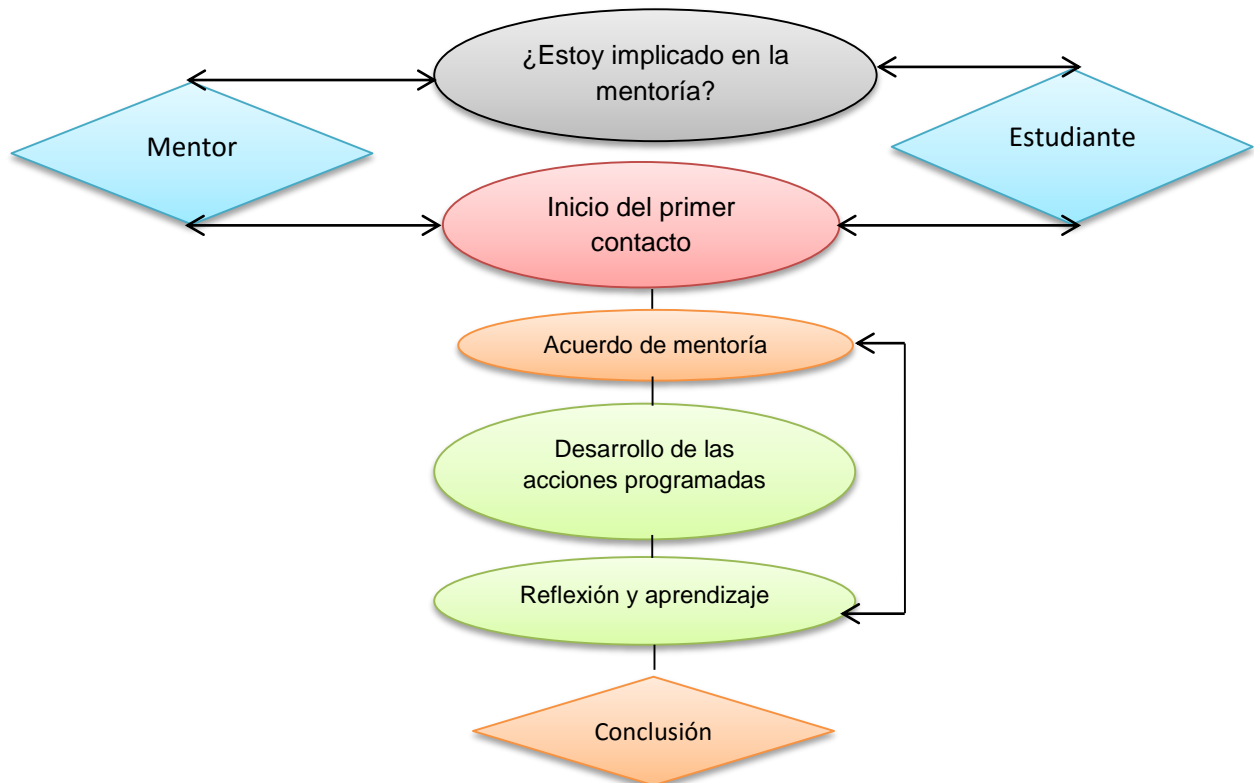 ¿Estoy implicado en la
mentoría?
Mentor
Estudiante
Inicio del primer
contacto
Acuerdo de mentoría
Desarrollo de las
acciones programadas
Reflexión y aprendizaje
Conclusión